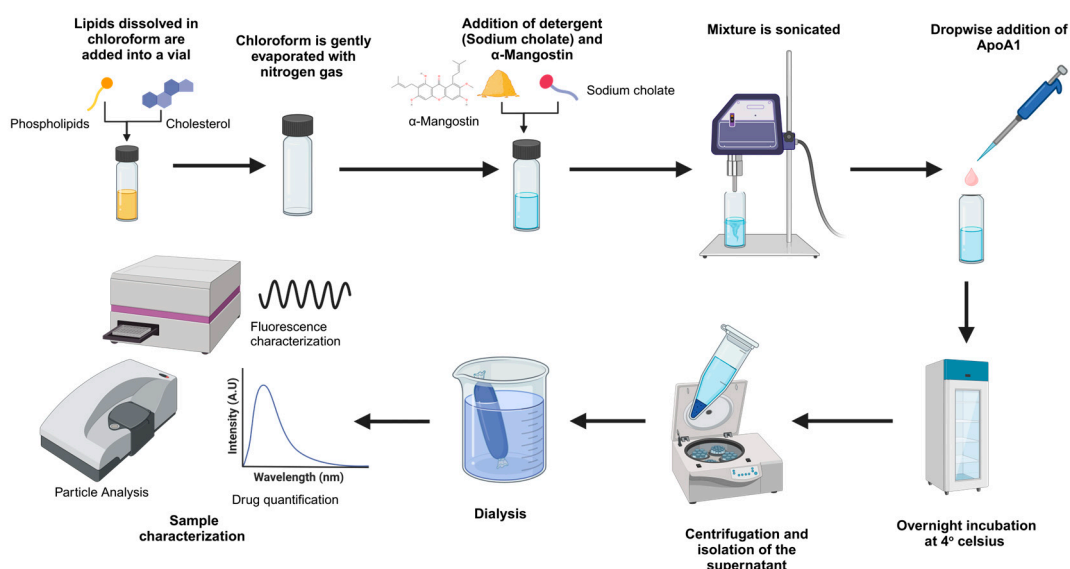 Lipids dissolved in
chloroform are
added into a vial
Phospholipids
Cholesterol
Chloroform is gently
evaporated with
nitrogen gas
Addition of detergent
(Sodium cholate) and
α-Mangostin
α-Mangostin
Sodium cholate
Mixture is sonicated
Dropwise addition of
ApoA1
Overnight incubation
at 4º celsius
Centrifugation and
isolation of the
supernatant
Dialysis
Fluorescence
characterization
Particle Analysis
Intensity (A.U)
Wavelength (nm)
Drug quantification
Sample
characterization